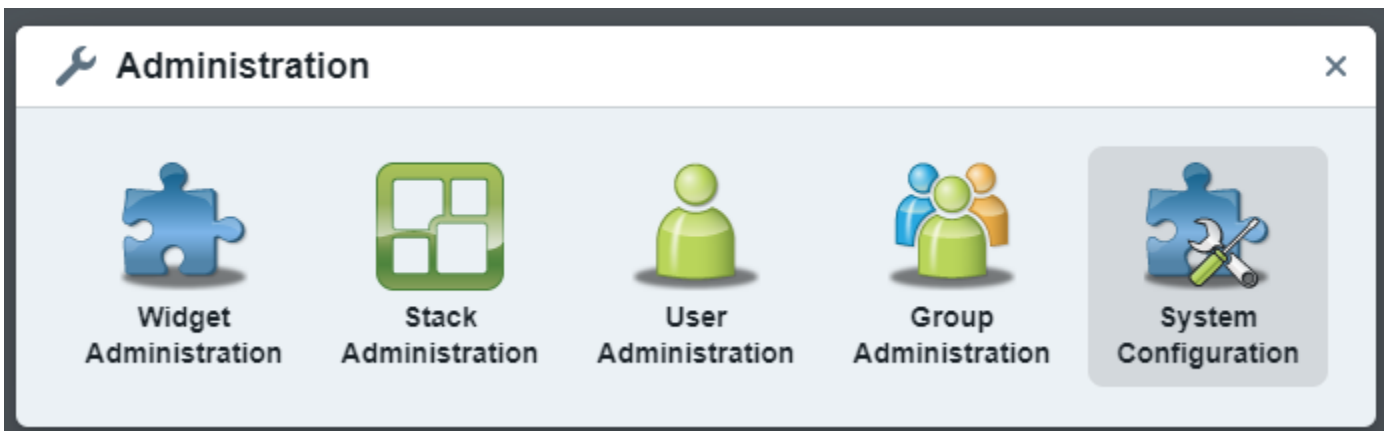 Administration
Widget
Administration
Stack
Administration
User
Administration
Group
Administration
System
Configuration